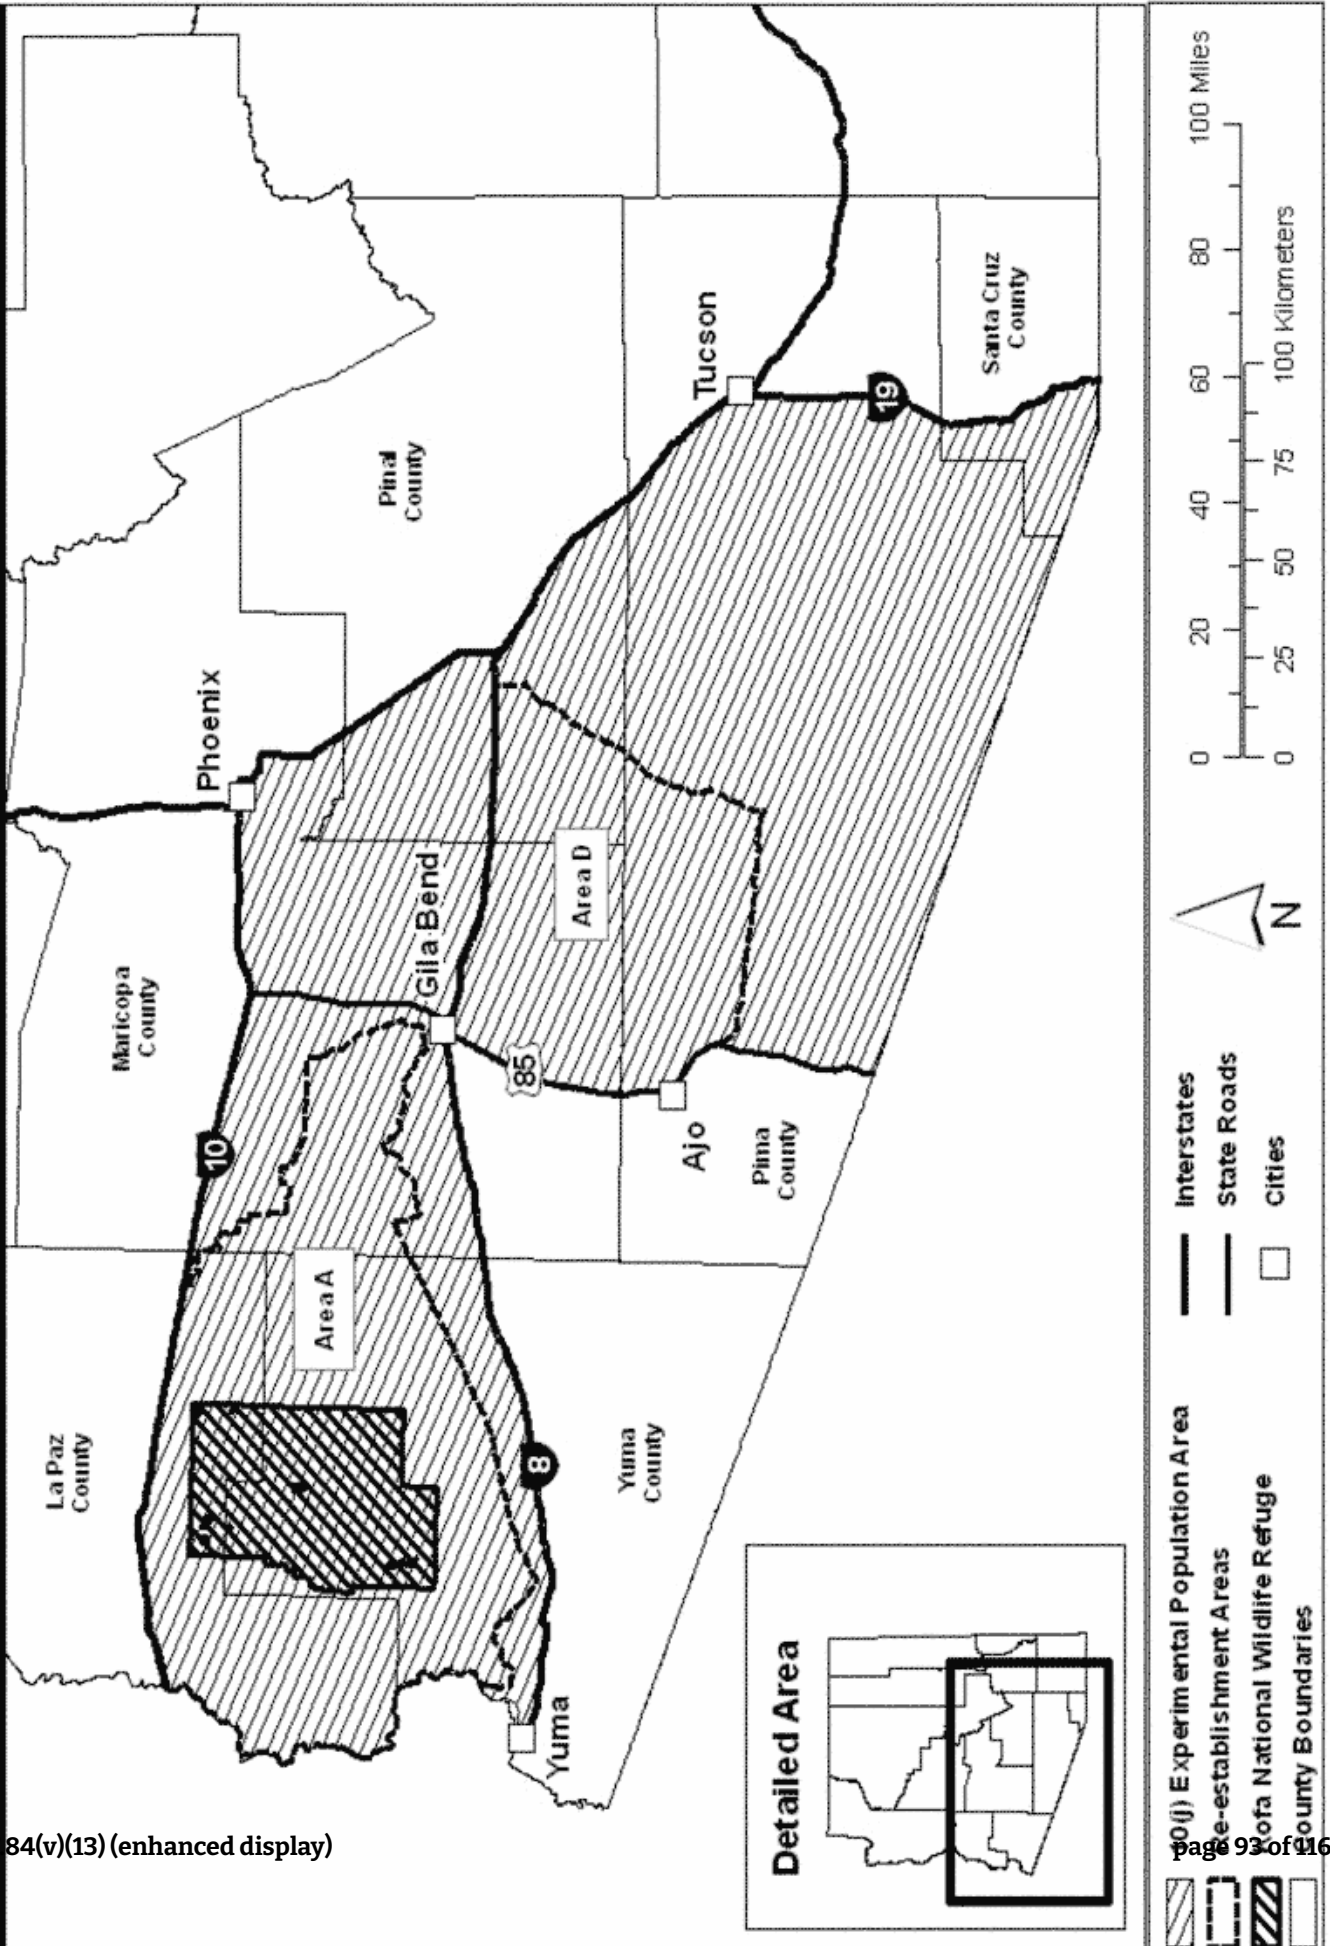 Phoenix
Maricopa
County
Pinal
County
Gila Bend
Tucson
Santa Cruz
County
10
85
19
8
Area A
Area D
Ajo
Pima
County
La Paz
County
Yuma
County
Yuma
Detailed Area
10(j) Experimental Population Area
Re-establishment Areas
Kofa National Wildlife Refuge
County Boundaries
Interstates
State Roads
Cities
N
0 20 40 60 80 100 Miles
0 25 50 75 100 Kilometers
84(v)(13) (enhanced display)
page 93 of 116